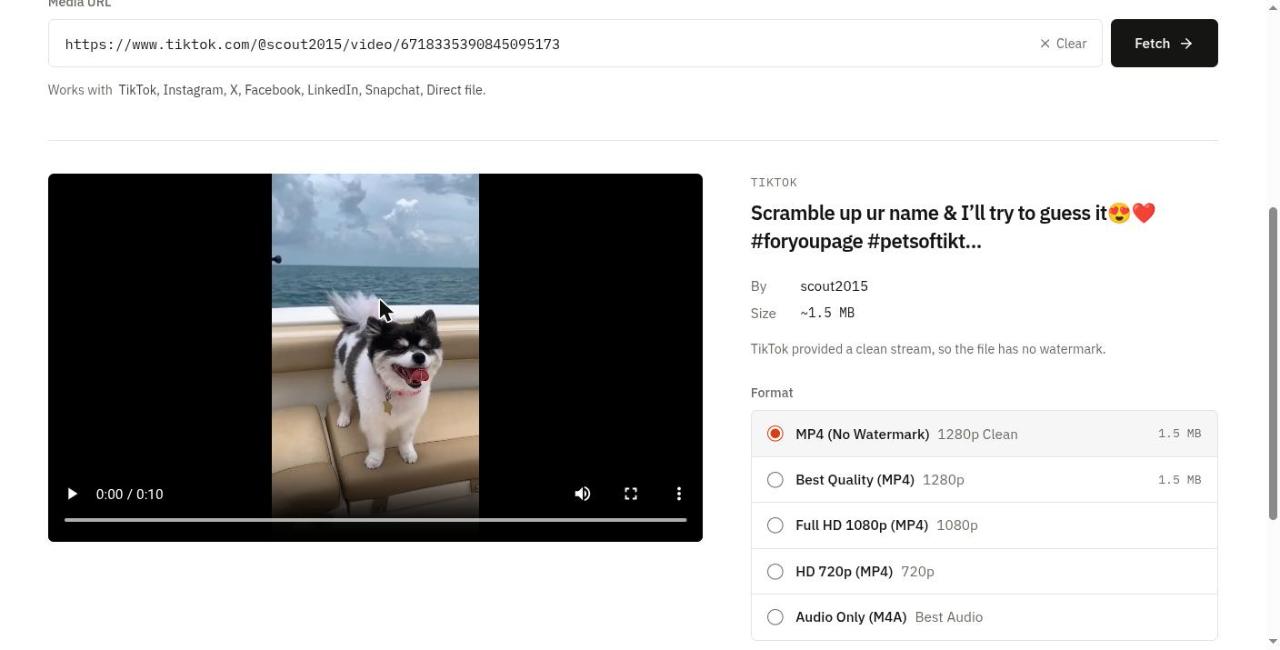 Media URL
https://www.tiktok.com/@scout2015/video/6718335390845095173
Clear
Fetch →
Works with TikTok, Instagram, X, Facebook, LinkedIn, Snapchat, Direct file.
TIKTOK
Scramble up ur name & I’ll try to guess it😍❤️
#foryoupage #petsoftikt...
By scout2015
Size ~1.5 MB
TikTok provided a clean stream, so the file has no watermark.
Format
MP4 (No Watermark) 1280p Clean 1.5 MB
Best Quality (MP4) 1280p 1.5 MB
Full HD 1080p (MP4) 1080p
HD 720p (MP4) 720p
Audio Only (M4A) Best Audio
0:00 / 0:10